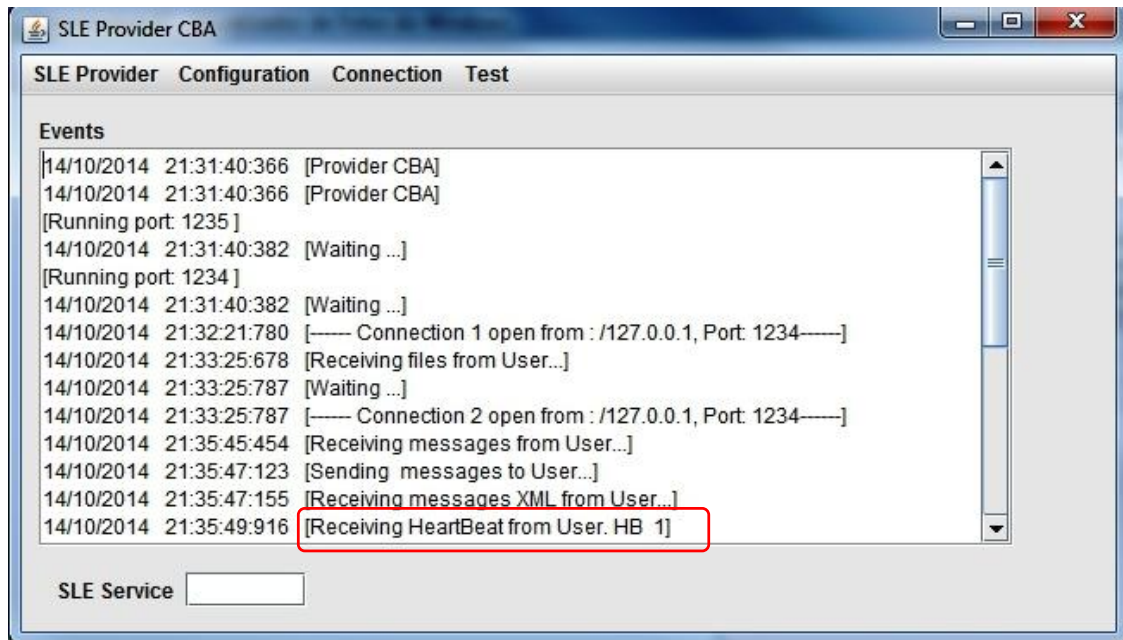 SLE Provider CBA
SLE Provider Configuration Connection Test
Events
14/10/2014 21:31:40:366 [Provider CBA]
14/10/2014 21:31:40:366 [Provider CBA]
[Running port: 1235 ]
14/10/2014 21:31:40:382 [Waiting ...]
[Running port: 1234 ]
14/10/2014 21:31:40:382 [Waiting ...]
14/10/2014 21:32:21:780 [------ Connection 1 open from : /127.0.0.1, Port: 1234------]
14/10/2014 21:33:25:678 [Receiving files from User...]
14/10/2014 21:33:25:787 [Waiting ...]
14/10/2014 21:33:25:787 [------ Connection 2 open from : /127.0.0.1, Port: 1234------]
14/10/2014 21:35:45:454 [Receiving messages from User...]
14/10/2014 21:35:47:123 [Sending messages to User...]
14/10/2014 21:35:47:155 [Receiving messages XML from User...]
14/10/2014 21:35:49:916 [Receiving HeartBeat from User. HB 1]
SLE Service